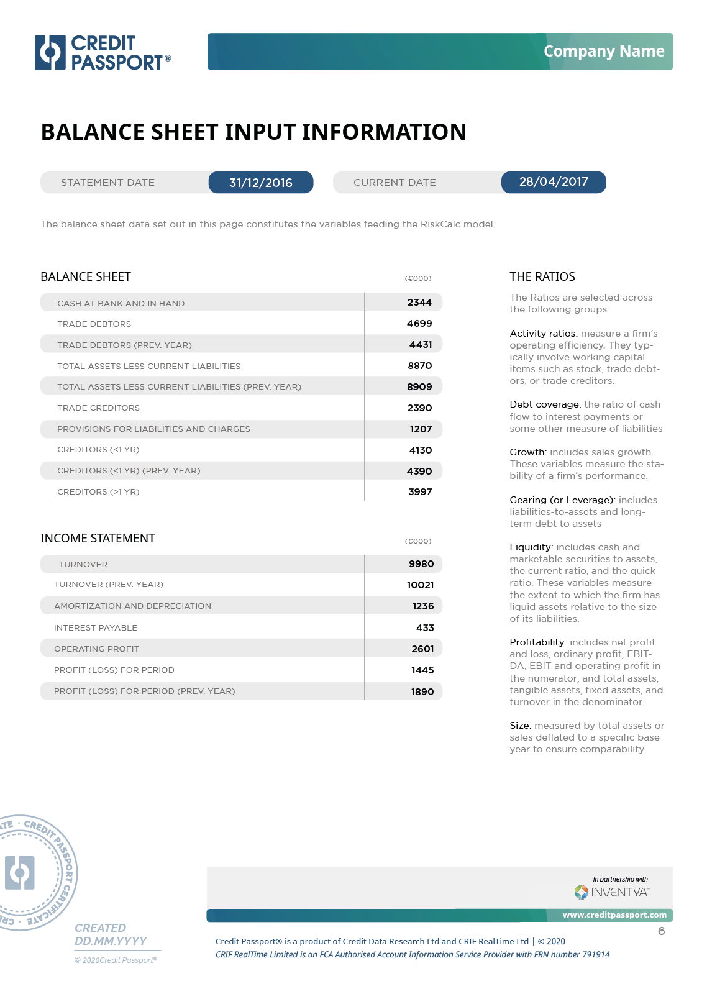 CREDIT
PASSPORT®
Company Name
BALANCE SHEET INPUT INFORMATION
STATEMENT DATE 31/12/2016 CURRENT DATE 28/04/2017
The balance sheet data set out in this page constitutes the variables feeding the RiskCalc model.
BALANCE SHEET (€000)
CASH AT BANK AND IN HAND 2344
TRADE DEBTORS 4699
TRADE DEBTORS (PREV. YEAR) 4431
TOTAL ASSETS LESS CURRENT LIABILITIES 8870
TOTAL ASSETS LESS CURRENT LIABILITIES (PREV. YEAR) 8909
TRADE CREDITORS 2390
PROVISIONS FOR LIABILITIES AND CHARGES 1207
CREDITORS (<1 YR) 4130
CREDITORS (<1 YR) (PREV. YEAR) 4390
CREDITORS (>1 YR) 3997
INCOME STATEMENT (€000)
TURNOVER 9980
TURNOVER (PREV. YEAR) 10021
AMORTIZATION AND DEPRECIATION 1236
INTEREST PAYABLE 433
OPERATING PROFIT 2601
PROFIT (LOSS) FOR PERIOD 1445
PROFIT (LOSS) FOR PERIOD (PREV. YEAR) 1890
THE RATIOS
The Ratios are selected across
the following groups:
Activity ratios: measure a firm's
operating efficiency. They typ-
ically involve working capital
items such as stock, trade debt-
ors, or trade creditors.
Debt coverage: the ratio of cash
flow to interest payments or
some other measure of liabilities
Growth: includes sales growth.
These variables measure the sta-
bility of a firm's performance.
Gearing (or Leverage): includes
liabilities-to-assets and long-
term debt to assets
Liquidity: includes cash and
marketable securities to assets,
the current ratio, and the quick
ratio. These variables measure
the extent to which the firm has
liquid assets relative to the size
of its liabilities.
Profitability: includes net profit
and loss, ordinary profit, EBIT-
DA, EBIT and operating profit in
the numerator; and total assets,
tangible assets, fixed assets, and
turnover in the denominator.
Size: measured by total assets or
sales deflated to a specific base
year to ensure comparability.
ATE · CREDIT PASSPORT CERTIFICATE · CRE
CREATED
DD.MM.YYYY
© 2020Credit Passport®
In partnership with
INVENTYA™
www.creditpassport.com
6
Credit Passport® is a product of Credit Data Research Ltd and CRIF RealTime Ltd | © 2020
CRIF RealTime Limited is an FCA Authorised Account Information Service Provider with FRN number 791914